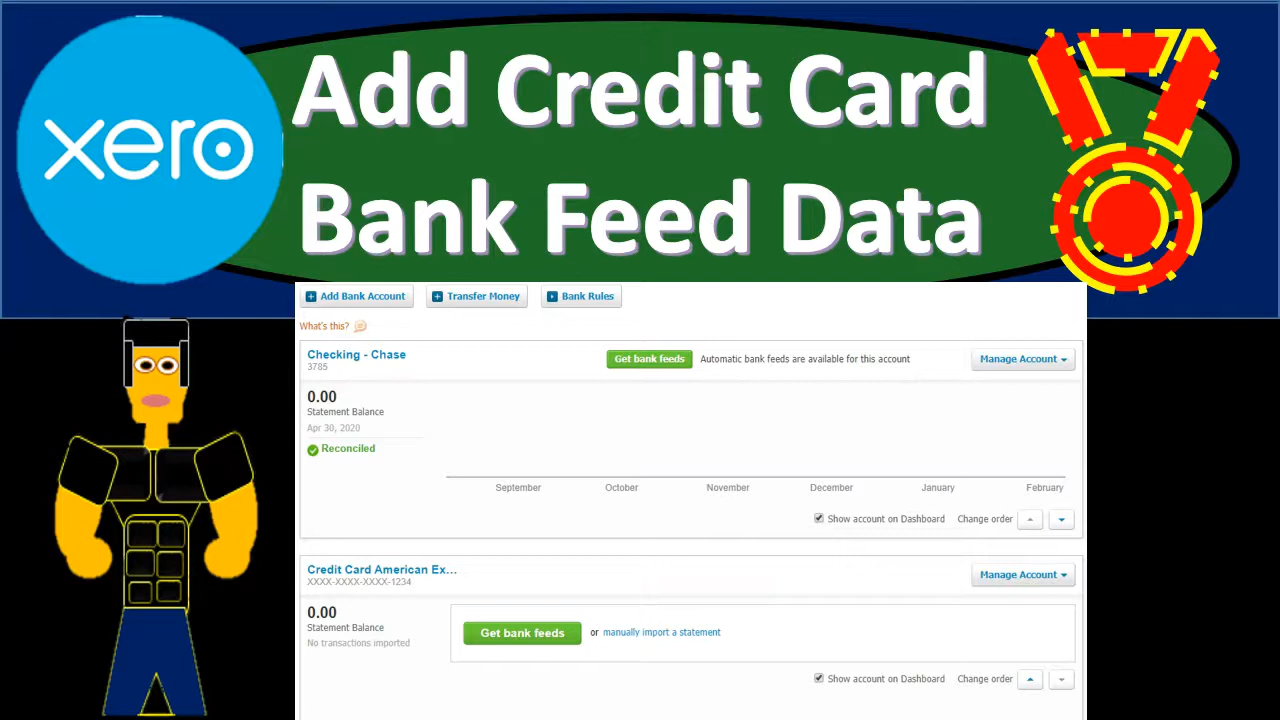 xero
Add Credit Card
Bank Feed Data
Add Bank Account
Transfer Money
Bank Rules
What's this?
Checking - Chase
3785
Get bank feeds
Automatic bank feeds are available for this account
Manage Account
0.00
Statement Balance
Apr 30, 2020
Reconciled
September October November December January February
Show account on Dashboard Change order
Credit Card American Ex...
XXXX-XXXX-XXXX-1234
Manage Account
0.00
Statement Balance
No transactions imported
Get bank feeds or manually import a statement
Show account on Dashboard Change order